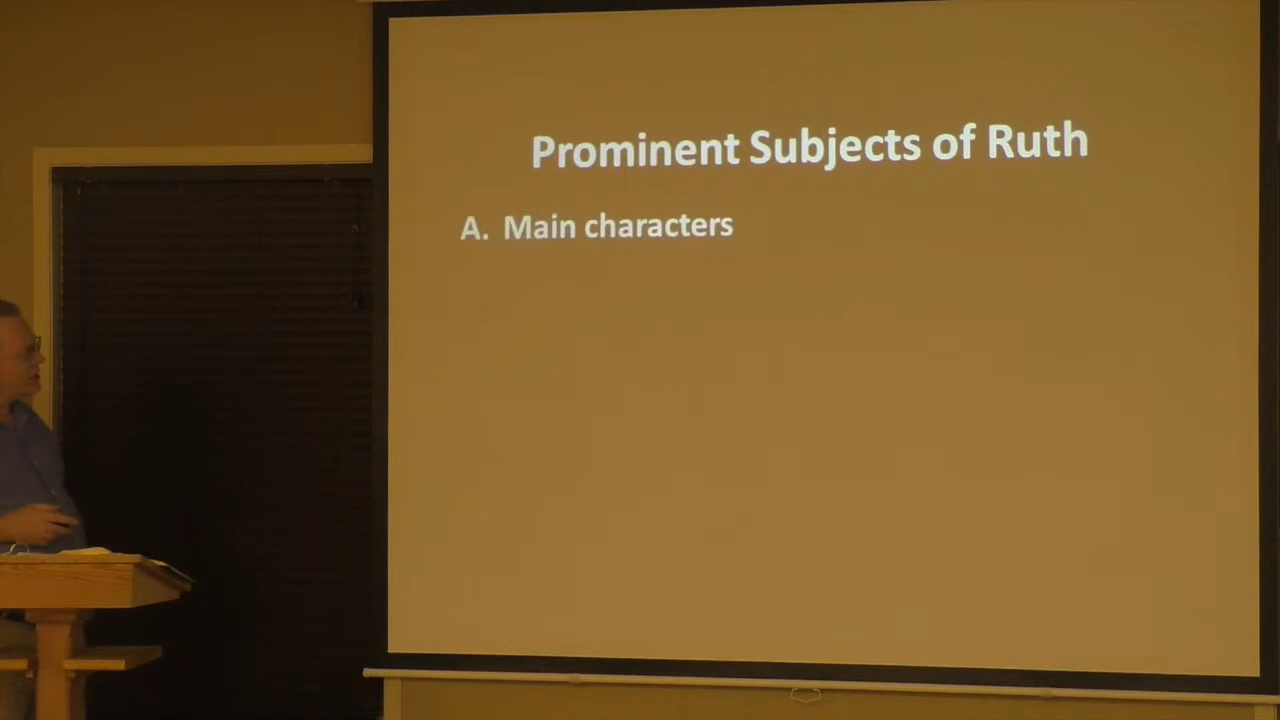 Prominent Subjects of Ruth
A. Main characters